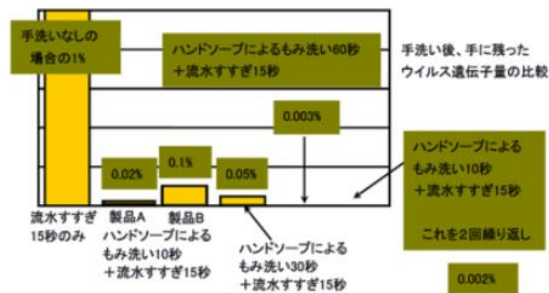 手洗いなしの
場合の1%
ハンドソープによるもみ洗い60秒
＋流水すすぎ15秒
手洗い後、手に残った
ウイルス遺伝子量の比較
0.003%
0.02%
0.1%
0.05%
ハンドソープによる
もみ洗い10秒
＋流水すすぎ15秒
これを２回繰り返し
0.002%
流水すすぎ
15秒のみ
製品A
製品B
ハンドソープによる
もみ洗い10秒
＋流水すすぎ15秒
ハンドソープによる
もみ洗い30秒
＋流水すすぎ15秒